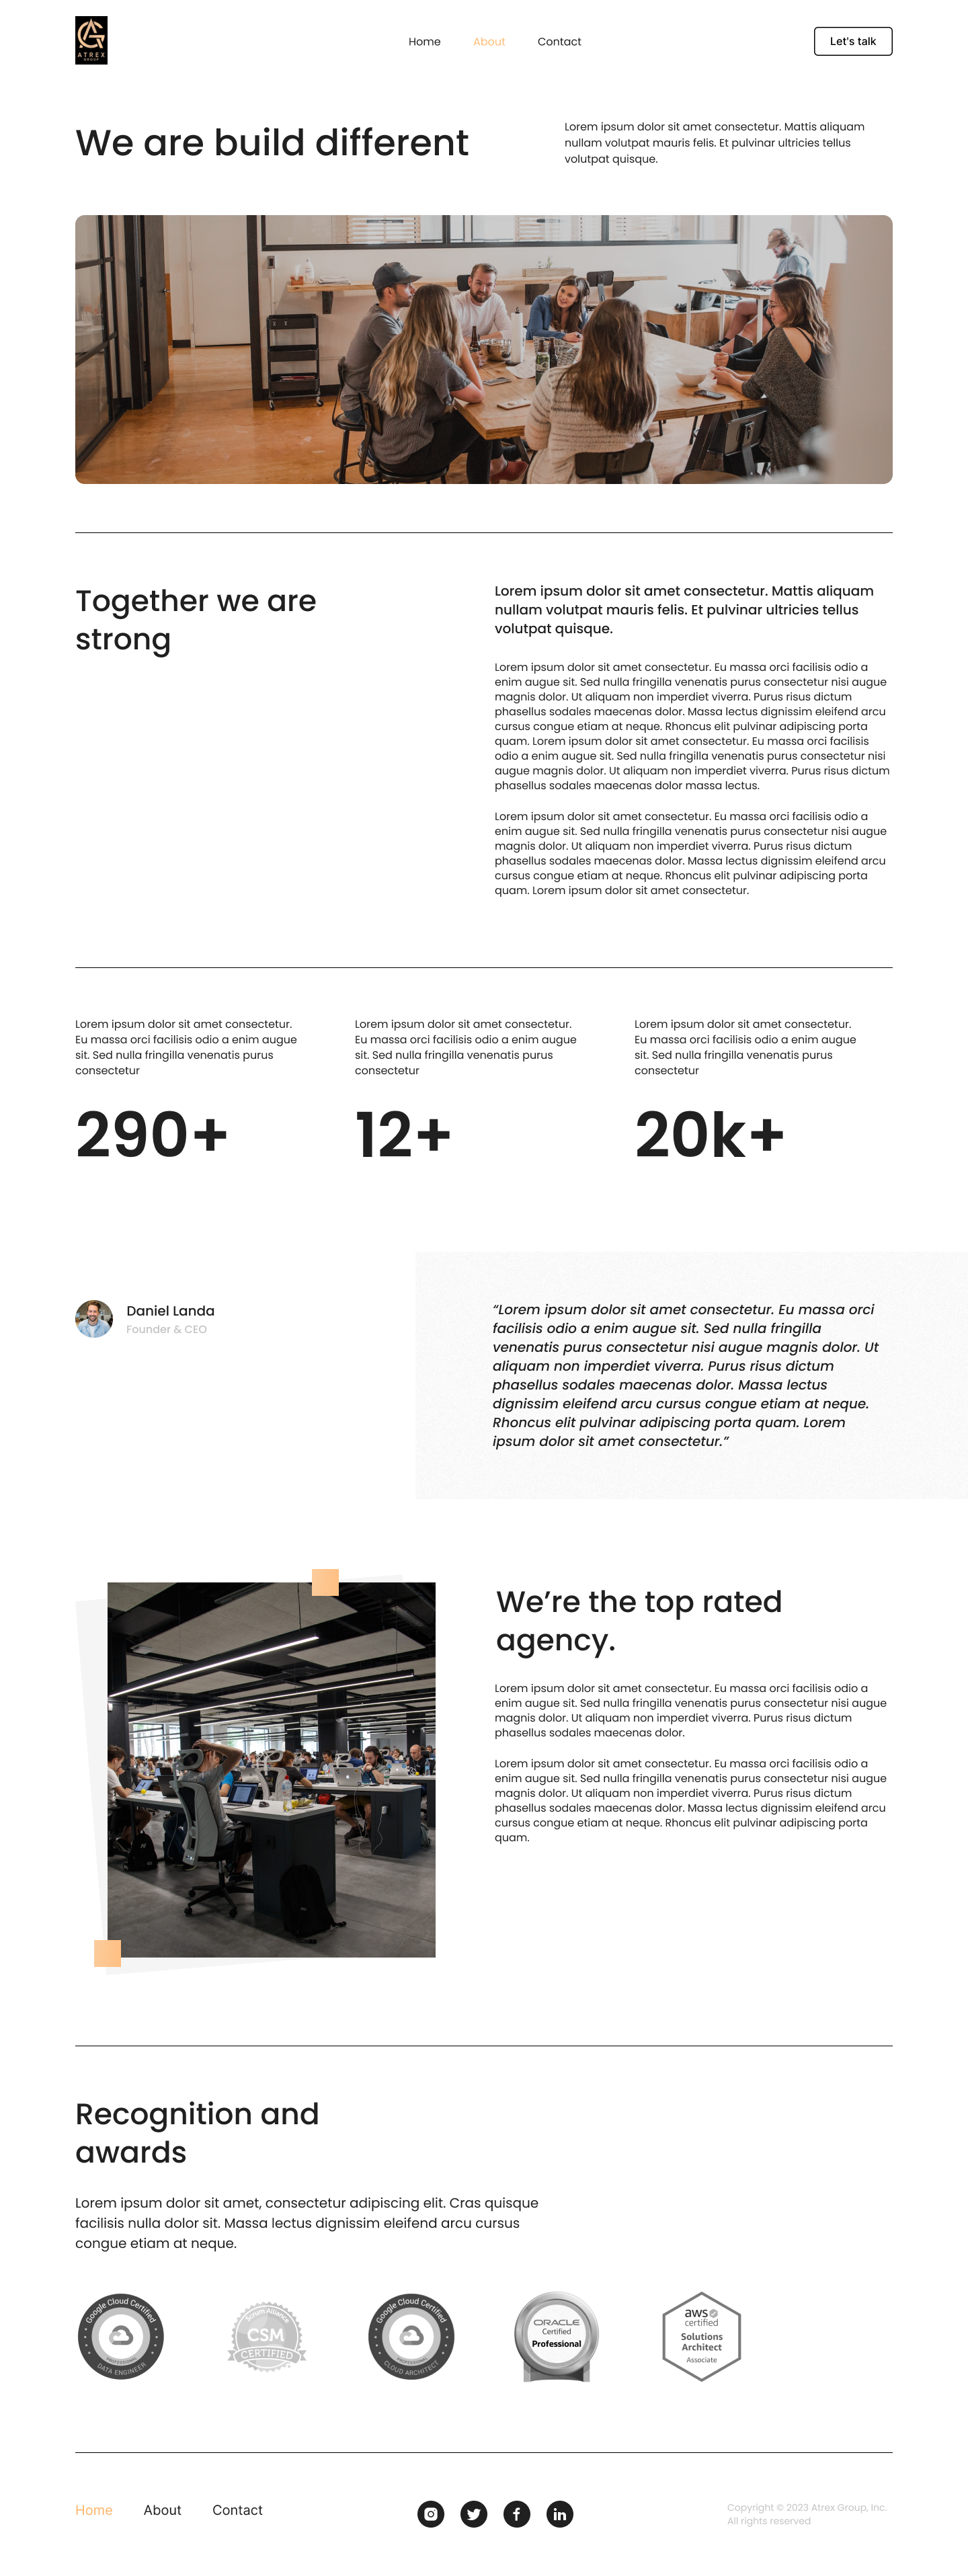 ATREX
GROUP
Home
About
Contact
Let's talk
We are build different
Lorem ipsum dolor sit amet consectetur. Mattis aliquam
nullam volutpat mauris felis. Et pulvinar ultricies tellus
volutpat quisque.
Together we are
strong
Lorem ipsum dolor sit amet consectetur. Mattis aliquam
nullam volutpat mauris felis. Et pulvinar ultricies tellus
volutpat quisque.
Lorem ipsum dolor sit amet consectetur. Eu massa orci facilisis odio a
enim augue sit. Sed nulla fringilla venenatis purus consectetur nisi augue
magnis dolor. Ut aliquam non imperdiet viverra. Purus risus dictum
phasellus sodales maecenas dolor. Massa lectus dignissim eleifend arcu
cursus congue etiam at neque. Rhoncus elit pulvinar adipiscing porta
quam. Lorem ipsum dolor sit amet consectetur. Eu massa orci facilisis
odio a enim augue sit. Sed nulla fringilla venenatis purus consectetur nisi
augue magnis dolor. Ut aliquam non imperdiet viverra. Purus risus dictum
phasellus sodales maecenas dolor massa lectus.
Lorem ipsum dolor sit amet consectetur. Eu massa orci facilisis odio a
enim augue sit. Sed nulla fringilla venenatis purus consectetur nisi augue
magnis dolor. Ut aliquam non imperdiet viverra. Purus risus dictum
phasellus sodales maecenas dolor. Massa lectus dignissim eleifend arcu
cursus congue etiam at neque. Rhoncus elit pulvinar adipiscing porta
quam. Lorem ipsum dolor sit amet consectetur.
Lorem ipsum dolor sit amet consectetur.
Eu massa orci facilisis odio a enim augue
sit. Sed nulla fringilla venenatis purus
consectetur
290+
Lorem ipsum dolor sit amet consectetur.
Eu massa orci facilisis odio a enim augue
sit. Sed nulla fringilla venenatis purus
consectetur
12+
Lorem ipsum dolor sit amet consectetur.
Eu massa orci facilisis odio a enim augue
sit. Sed nulla fringilla venenatis purus
consectetur
20k+
Daniel Landa
Founder & CEO
“Lorem ipsum dolor sit amet consectetur. Eu massa orci
facilisis odio a enim augue sit. Sed nulla fringilla
venenatis purus consectetur nisi augue magnis dolor. Ut
aliquam non imperdiet viverra. Purus risus dictum
phasellus sodales maecenas dolor. Massa lectus
dignissim eleifend arcu cursus congue etiam at neque.
Rhoncus elit pulvinar adipiscing porta quam. Lorem
ipsum dolor sit amet consectetur.”
We’re the top rated
agency.
Lorem ipsum dolor sit amet consectetur. Eu massa orci facilisis odio a
enim augue sit. Sed nulla fringilla venenatis purus consectetur nisi augue
magnis dolor. Ut aliquam non imperdiet viverra. Purus risus dictum
phasellus sodales maecenas dolor.
Lorem ipsum dolor sit amet consectetur. Eu massa orci facilisis odio a
enim augue sit. Sed nulla fringilla venenatis purus consectetur nisi augue
magnis dolor. Ut aliquam non imperdiet viverra. Purus risus dictum
phasellus sodales maecenas dolor. Massa lectus dignissim eleifend arcu
cursus congue etiam at neque. Rhoncus elit pulvinar adipiscing porta
quam.
Recognition and
awards
Lorem ipsum dolor sit amet, consectetur adipiscing elit. Cras quisque
facilisis nulla dolor sit. Massa lectus dignissim eleifend arcu cursus
congue etiam at neque.
Google Cloud Certified
PROFESSIONAL
DATA ENGINEER
Scrum Alliance
CSM
CERTIFIED
Google Cloud Certified
PROFESSIONAL
CLOUD ARCHITECT
ORACLE
Certified
Professional
aws
certified
Solutions
Architect
Associate
Home
About
Contact
Copyright © 2023 Atrex Group, Inc.
All rights reserved